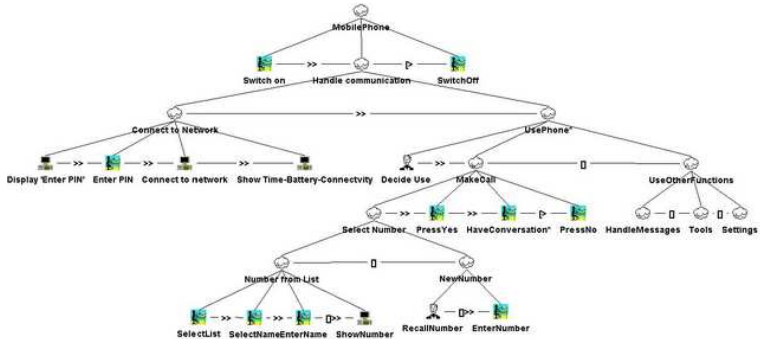 MobilePhone
>> [>
Switch on Handle communication SwitchOff
>>
Connect to Network UsePhone*
>> >> >> >> []
Display "Enter PIN" Enter PIN Connect to network Show Time-Battery-Connectvity Decide Use MakeCall UseOtherFunctions
>> >> [> [] []
Select Number PressYes HaveConversation* PressNo HandleMessages Tools Settings
[]
Number from List NewNumber
>> >> []>> []>>
SelectList SelectNameEnterName ShowNumber RecallNumber EnterNumber